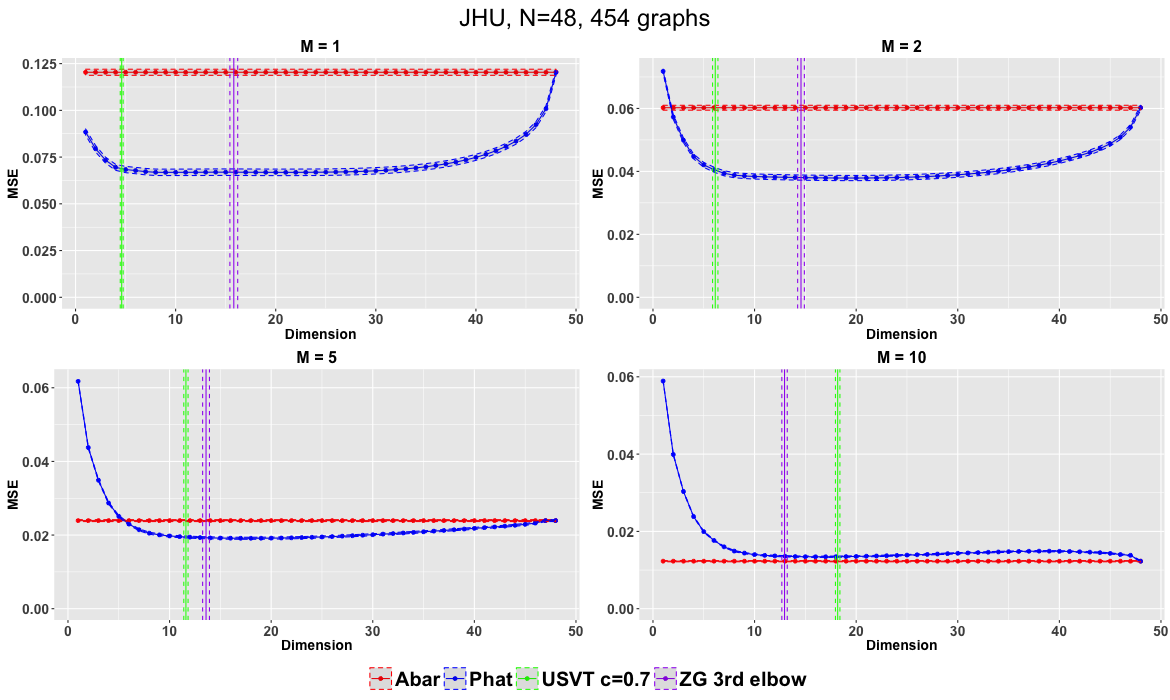 JHU, N=48, 454 graphs
M = 1
MSE
0.125
0.100
0.075
0.050
0.025
0.000
0 10 20 30 40 50
Dimension
M = 2
MSE
0.06
0.04
0.02
0.00
0 10 20 30 40 50
Dimension
M = 5
MSE
0.06
0.04
0.02
0.00
0 10 20 30 40 50
Dimension
M = 10
MSE
0.06
0.04
0.02
0.00
0 10 20 30 40 50
Dimension
Abar Phat USVT c=0.7 ZG 3rd elbow